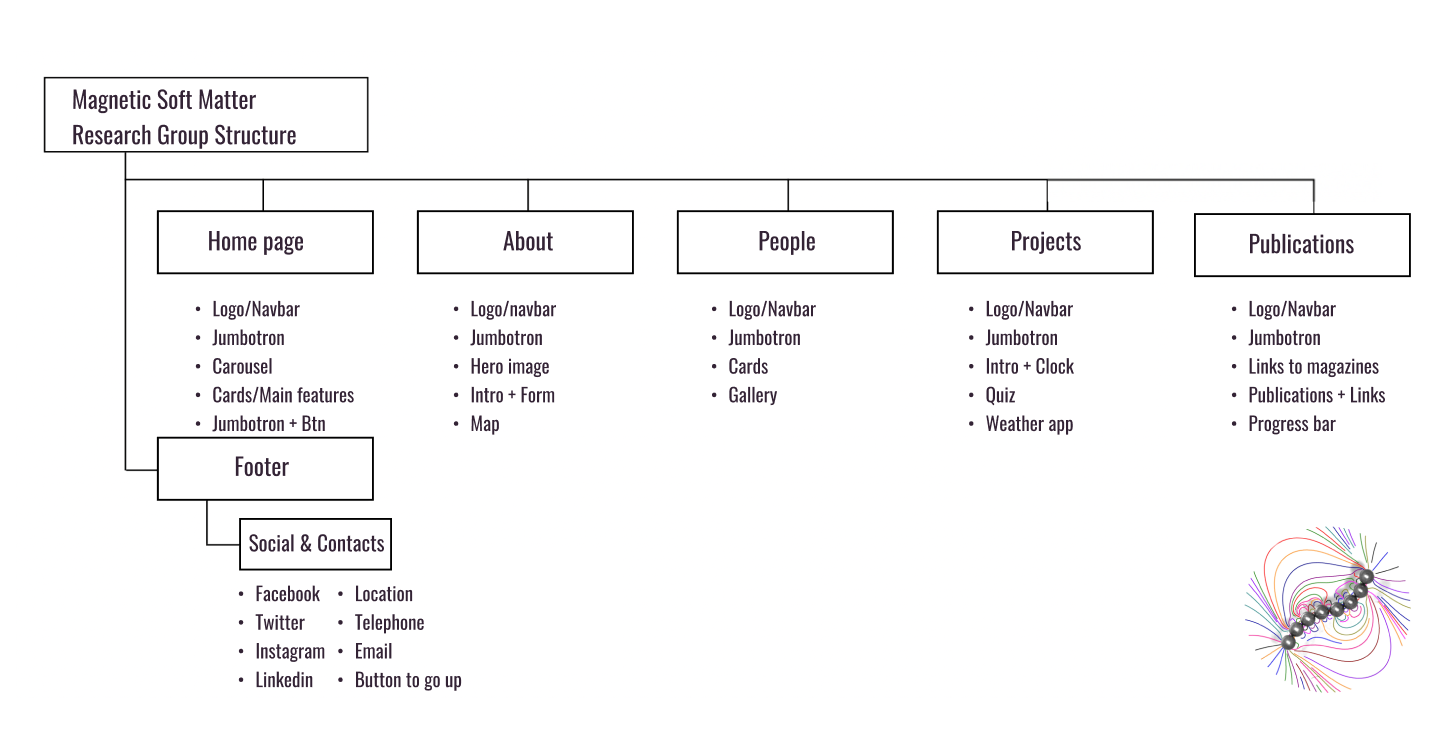 Magnetic Soft Matter
Research Group Structure
Home page
• Logo/Navbar
• Jumbotron
• Carousel
• Cards/Main features
• Jumbotron + Btn
About
• Logo/navbar
• Jumbotron
• Hero image
• Intro + Form
• Map
People
• Logo/Navbar
• Jumbotron
• Cards
• Gallery
Projects
• Logo/Navbar
• Jumbotron
• Intro + Clock
• Quiz
• Weather app
Publications
• Logo/Navbar
• Jumbotron
• Links to magazines
• Publications + Links
• Progress bar
Footer
Social & Contacts
• Facebook
• Twitter
• Instagram
• Linkedin
• Location
• Telephone
• Email
• Button to go up